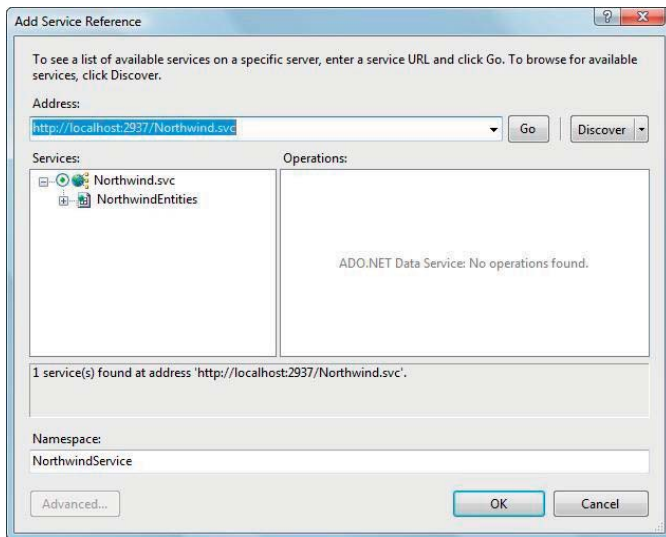 Add Service Reference
To see a list of available services on a specific server, enter a service URL and click Go. To browse for available
services, click Discover.
Address:
http://localhost:2937/Northwind.svc
Go
Discover
Services:
Operations:
Northwind.svc
NorthwindEntities
ADO.NET Data Service: No operations found.
1 service(s) found at address 'http://localhost:2937/Northwind.svc'.
Namespace:
NorthwindService
Advanced...
OK
Cancel